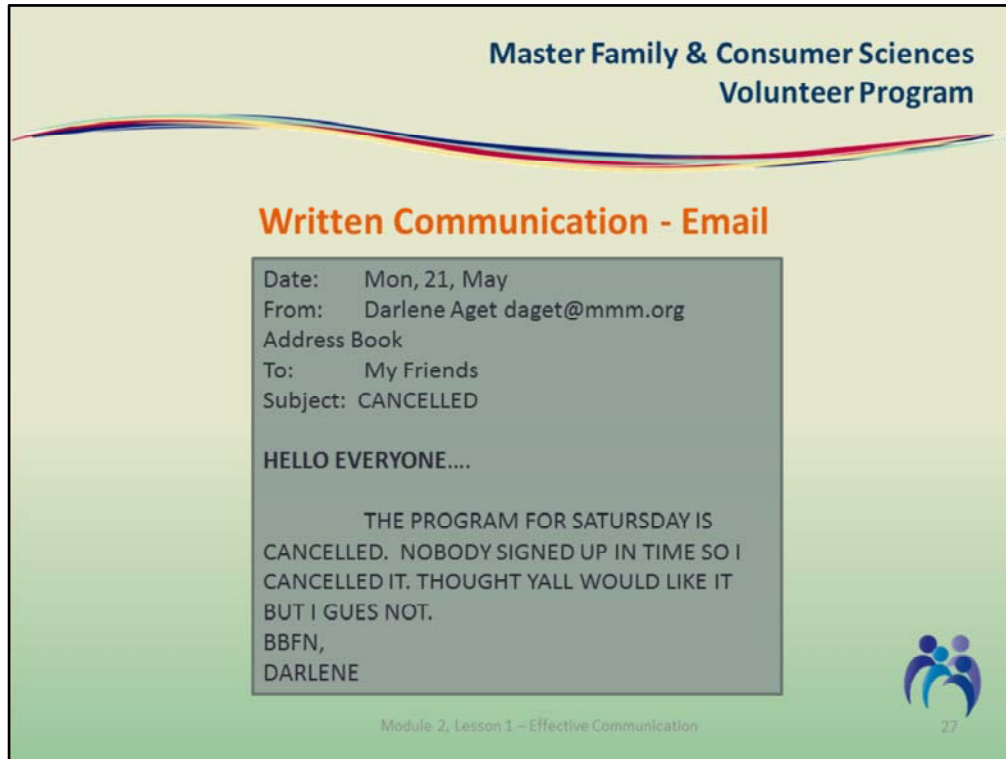 Master Family & Consumer Sciences
Volunteer Program
Written Communication - Email
Date: Mon, 21, May
From: Darlene Aget daget@mmm.org
Address Book
To: My Friends
Subject: CANCELLED
HELLO EVERYONE....
THE PROGRAM FOR SATURSDAY IS
CANCELLED. NOBODY SIGNED UP IN TIME SO I
CANCELLED IT. THOUGHT YALL WOULD LIKE IT
BUT I GUES NOT.
BBFN,
DARLENE
Module 2, Lesson 1 – Effective Communication
27